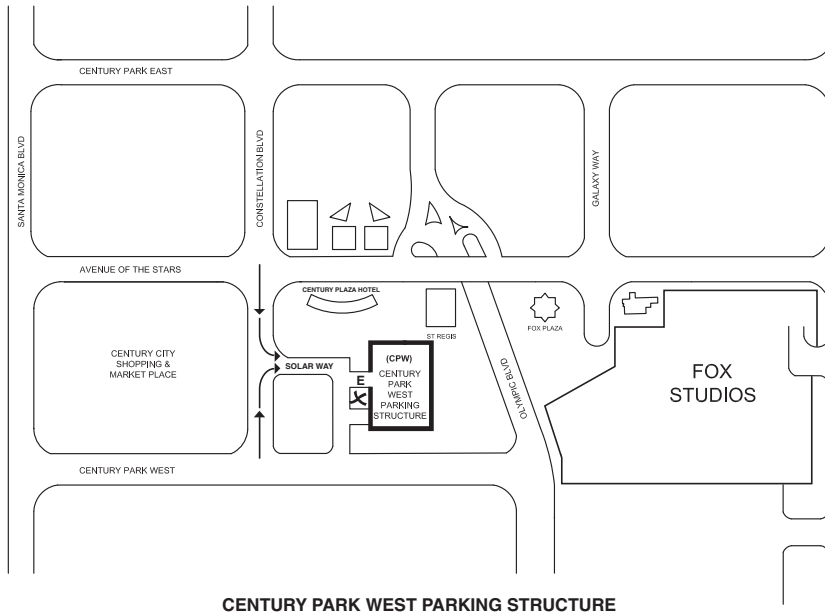 CENTURY PARK EAST
SANTA MONICA BLVD
CONSTELLATION BLVD
GALAXY WAY
AVENUE OF THE STARS
CENTURY PLAZA HOTEL
ST REGIS
FOX PLAZA
CENTURY CITY
SHOPPING &
MARKET PLACE
SOLAR WAY
(CPW)
CENTURY
PARK
WEST
PARKING
STRUCTURE
E
OLYMPIC BLVD
FOX
STUDIOS
CENTURY PARK WEST
CENTURY PARK WEST PARKING STRUCTURE